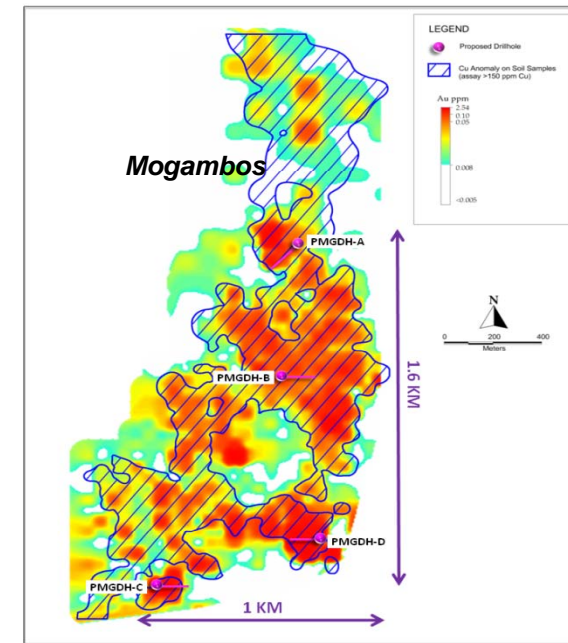 LEGEND
Proposed Drillhole
Cu Anomaly on Soil Samples
(assay >150 ppm Cu)
Au ppm
2.54
0.10
0.05
0.008
<0.005
Mogambos
PMGDH-A
N
0 200 400
Meters
PMGDH-B
1.6 KM
PMGDH-D
PMGDH-C
1 KM